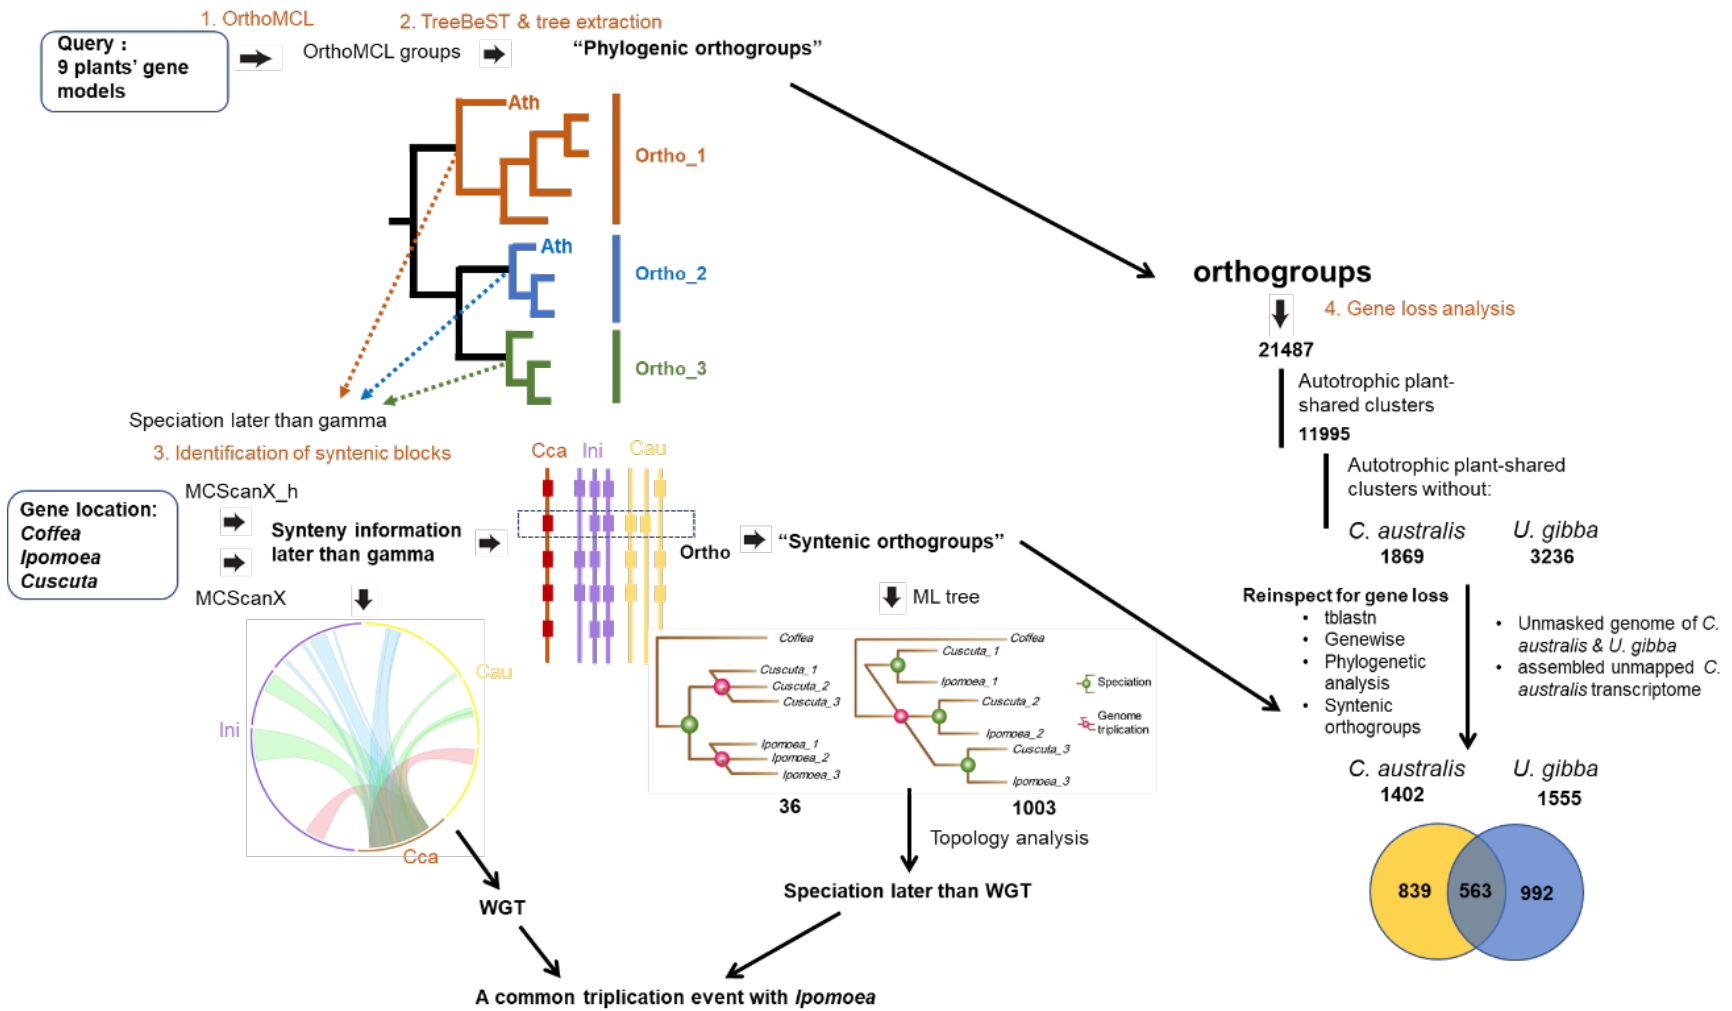 1. OrthoMCL
2. TreeBeST & tree extraction
Query :
9 plants’ gene
models
OrthoMCL groups
“Phylogenic orthogroups”
Ath
Ortho_1
Ath
Ortho_2
Ortho_3
Speciation later than gamma
3. Identification of syntenic blocks
Gene location:
Coffea
Ipomoea
Cuscuta
MCScanX_h
MCScanX
Synteny information
later than gamma
Cca
Ini
Cau
Ortho
“Syntenic orthogroups”
ML tree
Ini
Cau
Cca
Coffea
Cuscuta_1
Cuscuta_2
Cuscuta_3
Ipomoea_1
Ipomoea_2
Ipomoea_3
36
Coffea
Cuscuta_1
Ipomoea_1
Cuscuta_2
Ipomoea_2
Cuscuta_3
Ipomoea_3
1003
Speciation
Genome
triplication
Topology analysis
WGT
Speciation later than WGT
A common triplication event with Ipomoea
orthogroups
4. Gene loss analysis
21487
Autotrophic plant-
shared clusters
11995
Autotrophic plant-shared
clusters without:
C. australis
U. gibba
1869
3236
Reinspect for gene loss
• tblastn
• Genewise
• Phylogenetic
analysis
• Syntenic
orthogroups
• Unmasked genome of C.
australis & U. gibba
• assembled unmapped C.
australis transcriptome
C. australis
U. gibba
1402
1555
839
563
992